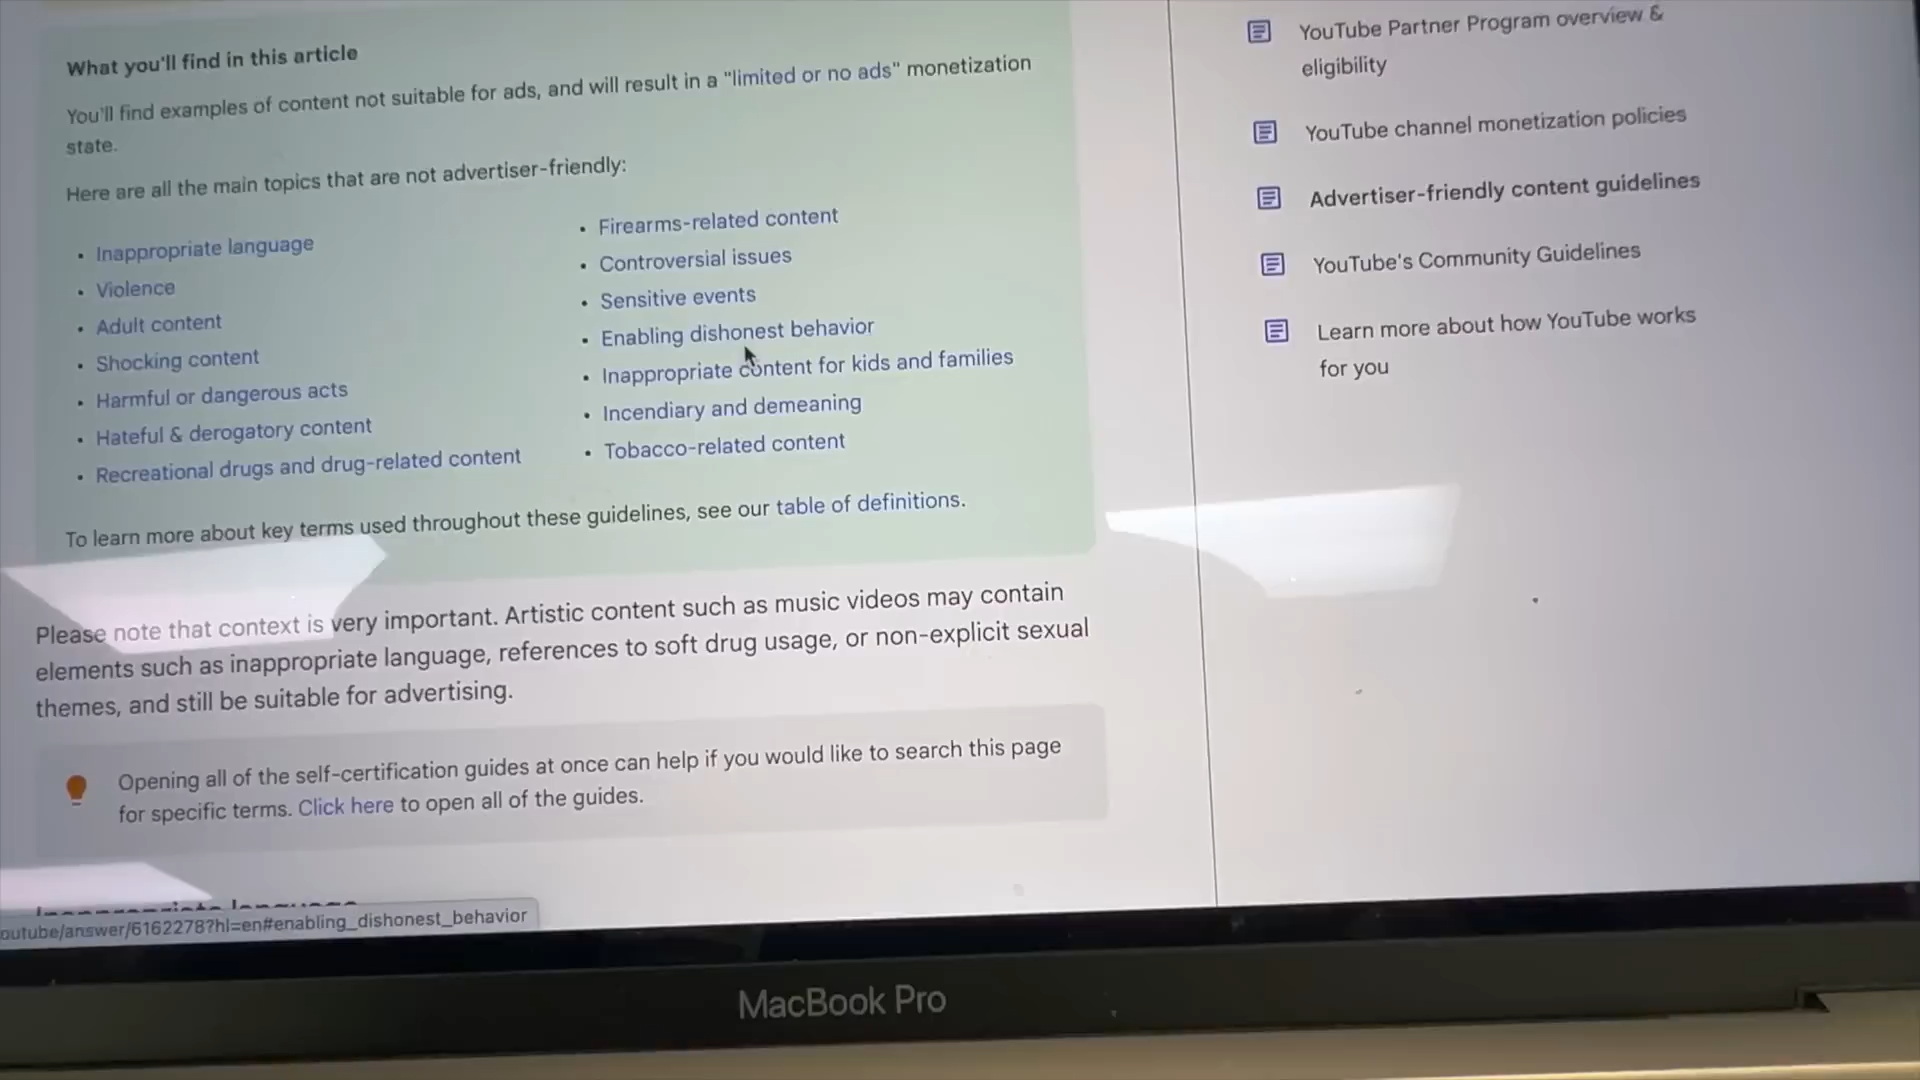 What you'll find in this article
You'll find examples of content not suitable for ads, and will result in a "limited or no ads" monetization
state.
Here are all the main topics that are not advertiser-friendly:
• Inappropriate language
• Violence
• Adult content
• Shocking content
• Harmful or dangerous acts
• Hateful & derogatory content
• Recreational drugs and drug-related content
• Firearms-related content
• Controversial issues
• Sensitive events
• Enabling dishonest behavior
• Inappropriate content for kids and families
• Incendiary and demeaning
• Tobacco-related content
To learn more about key terms used throughout these guidelines, see our table of definitions.
Please note that context is very important. Artistic content such as music videos may contain
elements such as inappropriate language, references to soft drug usage, or non-explicit sexual
themes, and still be suitable for advertising.
Opening all of the self-certification guides at once can help if you would like to search this page
for specific terms. Click here to open all of the guides.
Inappropriate language
outube/answer/6162278?hl=en#enabling_dishonest_behavior
YouTube Partner Program overview &
eligibility
YouTube channel monetization policies
Advertiser-friendly content guidelines
YouTube's Community Guidelines
Learn more about how YouTube works
for you
MacBook Pro